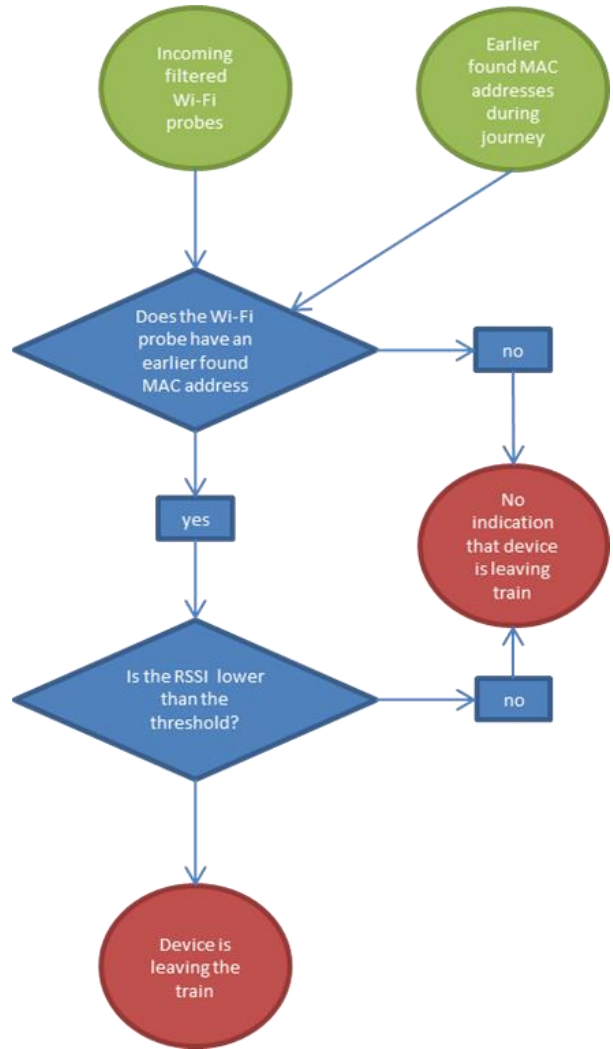 Incoming
filtered
Wi-Fi
probes
Earlier
found MAC
addresses
during
journey
Does the Wi-Fi
probe have an
earlier found
MAC address
no
yes
No
indication
that device
is leaving
train
Is the RSSI lower
than the
threshold?
no
Device is
leaving the
train